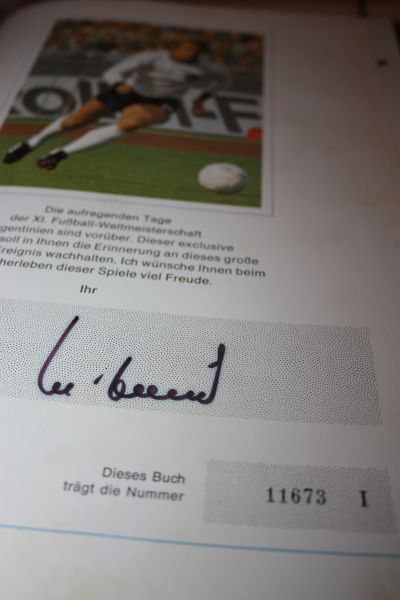 Die aufregenden Tage
der XI. Fußball-Weltmeisterschaft
sind vorüber. Dieser exclusive
soll in Ihnen die Erinnerung an dieses große
wachhalten. Ich wünsche Ihnen beim
dieser Spiele viel Freude.
Ihr
Dieses Buch
trägt die Nummer
11673 I